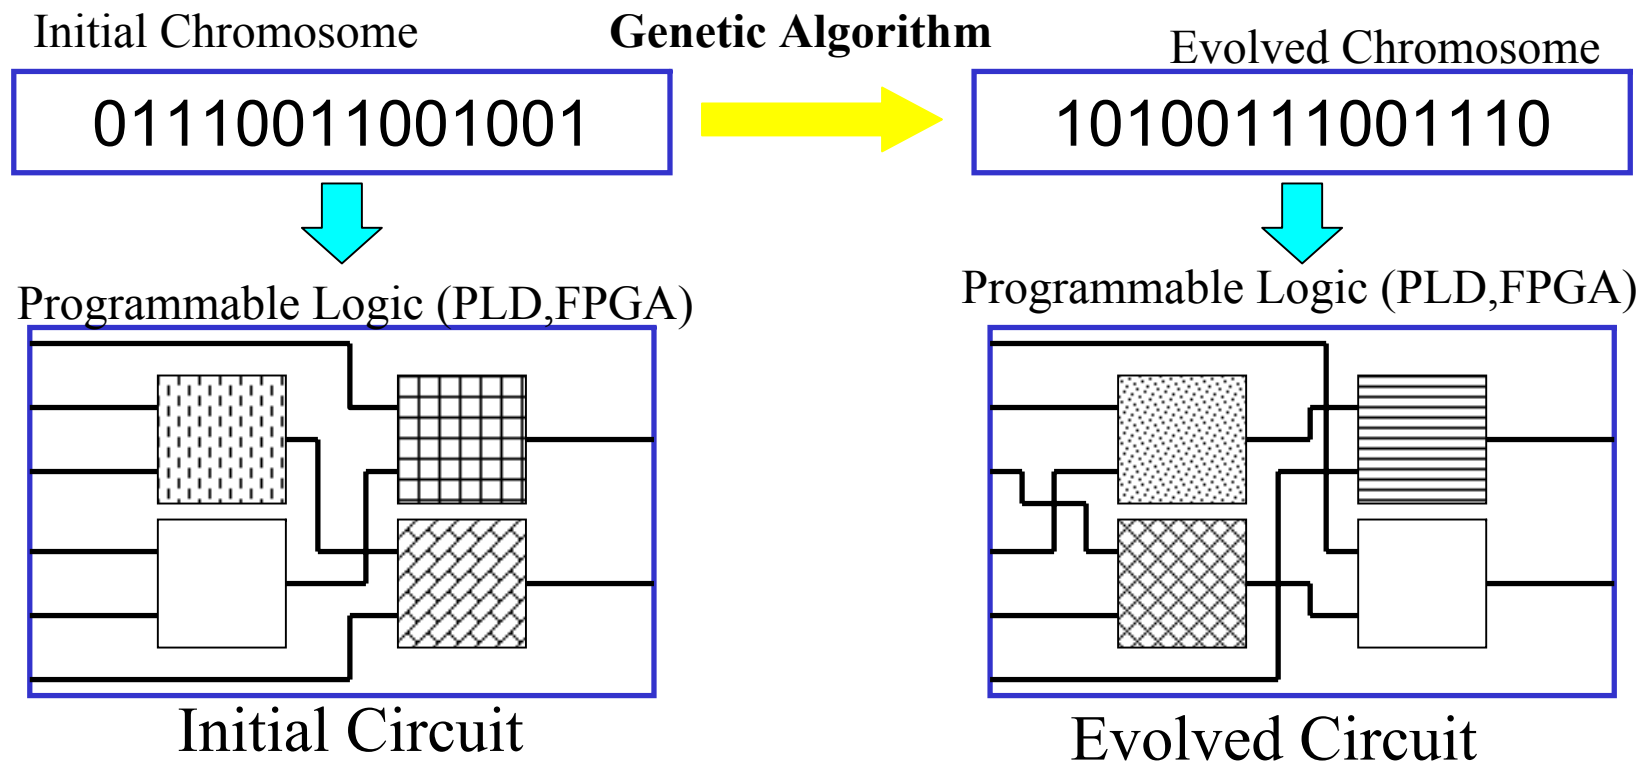 Initial Chromosome
Genetic Algorithm
Evolved Chromosome
01110011001001
10100111001110
Programmable Logic (PLD,FPGA)
Programmable Logic (PLD,FPGA)
Initial Circuit
Evolved Circuit